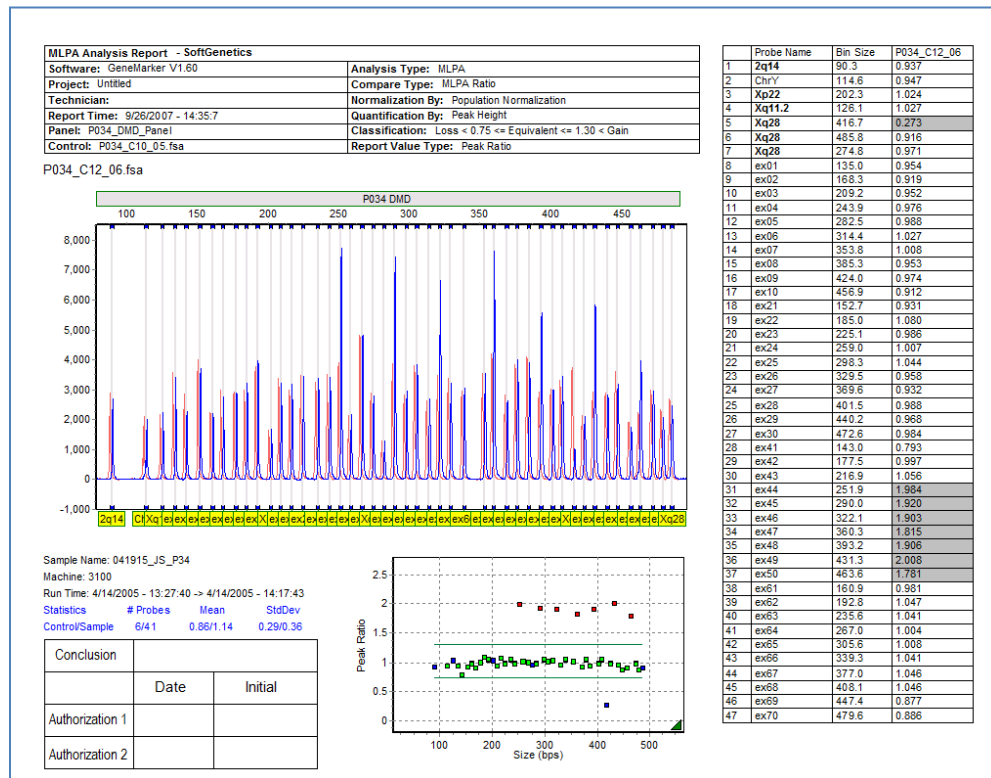 MLPA Analysis Report - SoftGenetics
Software: GeneMarker V1.60 Analysis Type: MLPA
Project: Untitled Compare Type: MLPA Ratio
Technician: Normalization By: Population Normalization
Report Time: 9/26/2007 - 14:35:7 Quantification By: Peak Height
Panel: P034_DMD_Panel Classification: Loss < 0.75 <= Equivalent <= 1.30 < Gain
Control: P034_C10_05.fsa Report Value Type: Peak Ratio
P034_C12_06.fsa
P034 DMD
100 150 200 250 300 350 400 450
8,000
7,000
6,000
5,000
4,000
3,000
2,000
1,000
0
-1,000
2q14 Xq28
Sample Name: 041915_JS_P34
Machine: 3100
Run Time: 4/14/2005 - 13:27:40 -> 4/14/2005 - 14:17:43
Statistics # Probes Mean StdDev
Control/Sample 6/41 0.86/1.14 0.29/0.36
Conclusion
Date Initial
Authorization 1
Authorization 2
Peak Ratio
2.5
2
1.5
1
0.5
0
100 200 300 400 500
Size (bps)
Probe Name Bin Size P034_C12_06
1 2q14 90.3 0.937
2 ChrY 114.6 0.947
3 Xp22 202.3 1.024
4 Xq11.2 126.1 1.027
5 Xq28 416.7 0.273
6 Xq28 485.8 0.916
7 Xq28 274.8 0.971
8 ex01 135.0 0.954
9 ex02 168.3 0.919
10 ex03 209.2 0.952
11 ex04 243.9 0.976
12 ex05 282.5 0.988
13 ex06 314.4 1.027
14 ex07 353.8 1.008
15 ex08 385.3 0.953
16 ex09 424.0 0.974
17 ex10 456.9 0.912
18 ex21 152.7 0.931
19 ex22 185.0 1.080
20 ex23 225.1 0.986
21 ex24 259.0 1.007
22 ex25 298.3 1.044
23 ex26 329.5 0.958
24 ex27 369.6 0.932
25 ex28 401.5 0.988
26 ex29 440.2 0.968
27 ex30 472.6 0.984
28 ex41 143.0 0.793
29 ex42 177.5 0.997
30 ex43 216.9 1.056
31 ex44 251.9 1.984
32 ex45 290.0 1.920
33 ex46 322.1 1.903
34 ex47 360.3 1.815
35 ex48 393.2 1.906
36 ex49 431.3 2.008
37 ex50 463.6 1.781
38 ex61 160.9 0.981
39 ex62 192.8 1.047
40 ex63 235.6 1.041
41 ex64 267.0 1.004
42 ex65 305.6 1.008
43 ex66 339.3 1.041
44 ex67 377.0 1.046
45 ex68 408.1 1.046
46 ex69 447.4 0.877
47 ex70 479.6 0.886